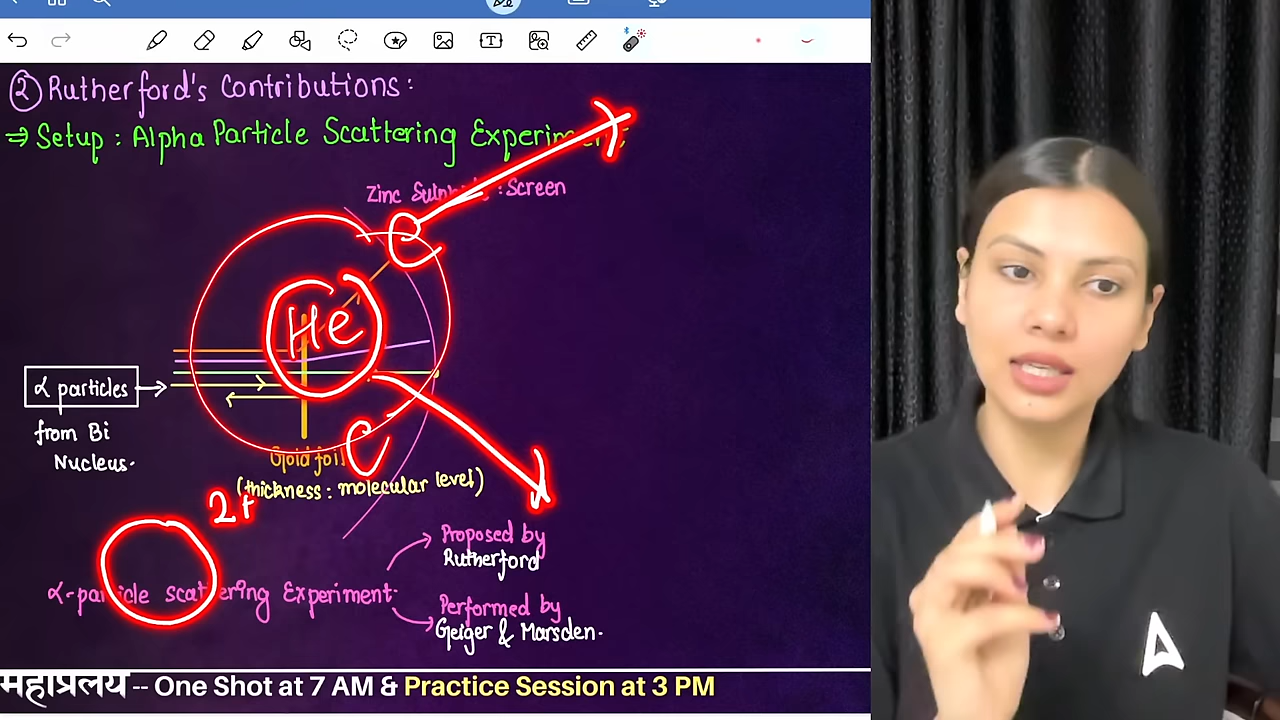 ② Rutherford's Contributions:
⇒ Setup : Alpha Particle Scattering Experiment
Zinc : Screen
He
α particles
from Bi
Nucleus.
Gold foil
(thickness : molecular level)
2+
Proposed by
Rutherford
α-particle scattering Experiment.
Performed by
Geiger & Marsden.
महाप्रलय -- One Shot at 7 AM & Practice Session at 3 PM